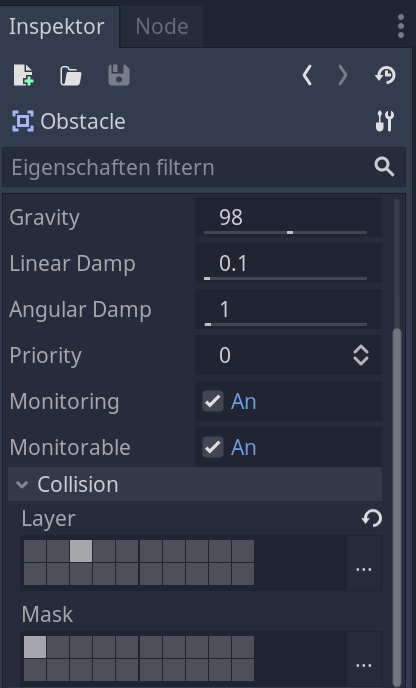 Inspektor Node
Obstacle
Eigenschaften filtern
Gravity 98
Linear Damp 0.1
Angular Damp 1
Priority 0
Monitoring An
Monitorable An
Collision
Layer
...
Mask
...